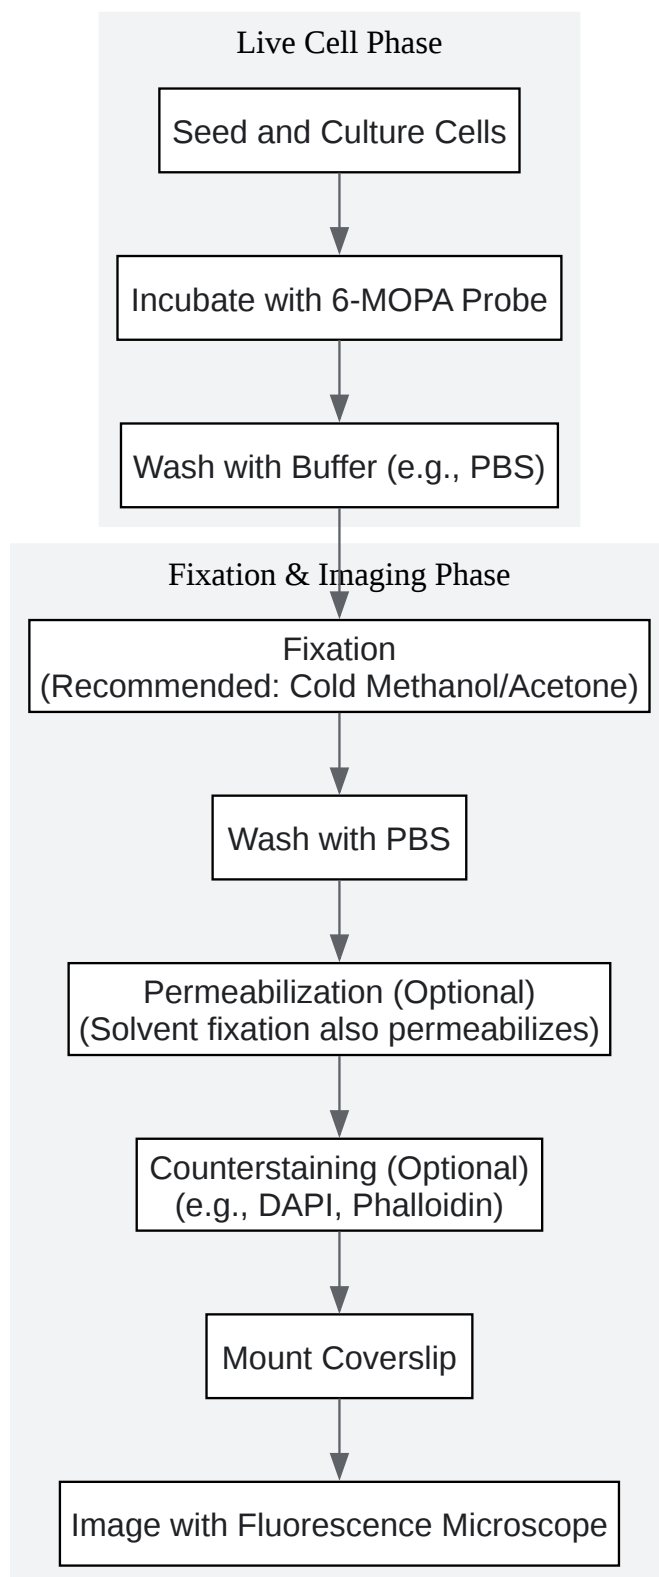 Live Cell Phase
Seed and Culture Cells
Incubate with 6-MOPA Probe
Wash with Buffer (e.g., PBS)
Fixation & Imaging Phase
Fixation
(Recommended: Cold Methanol/Acetone)
Wash with PBS
Permeabilization (Optional)
(Solvent fixation also permeabilizes)
Counterstaining (Optional)
(e.g., DAPI, Phalloidin)
Mount Coverslip
Image with Fluorescence Microscope